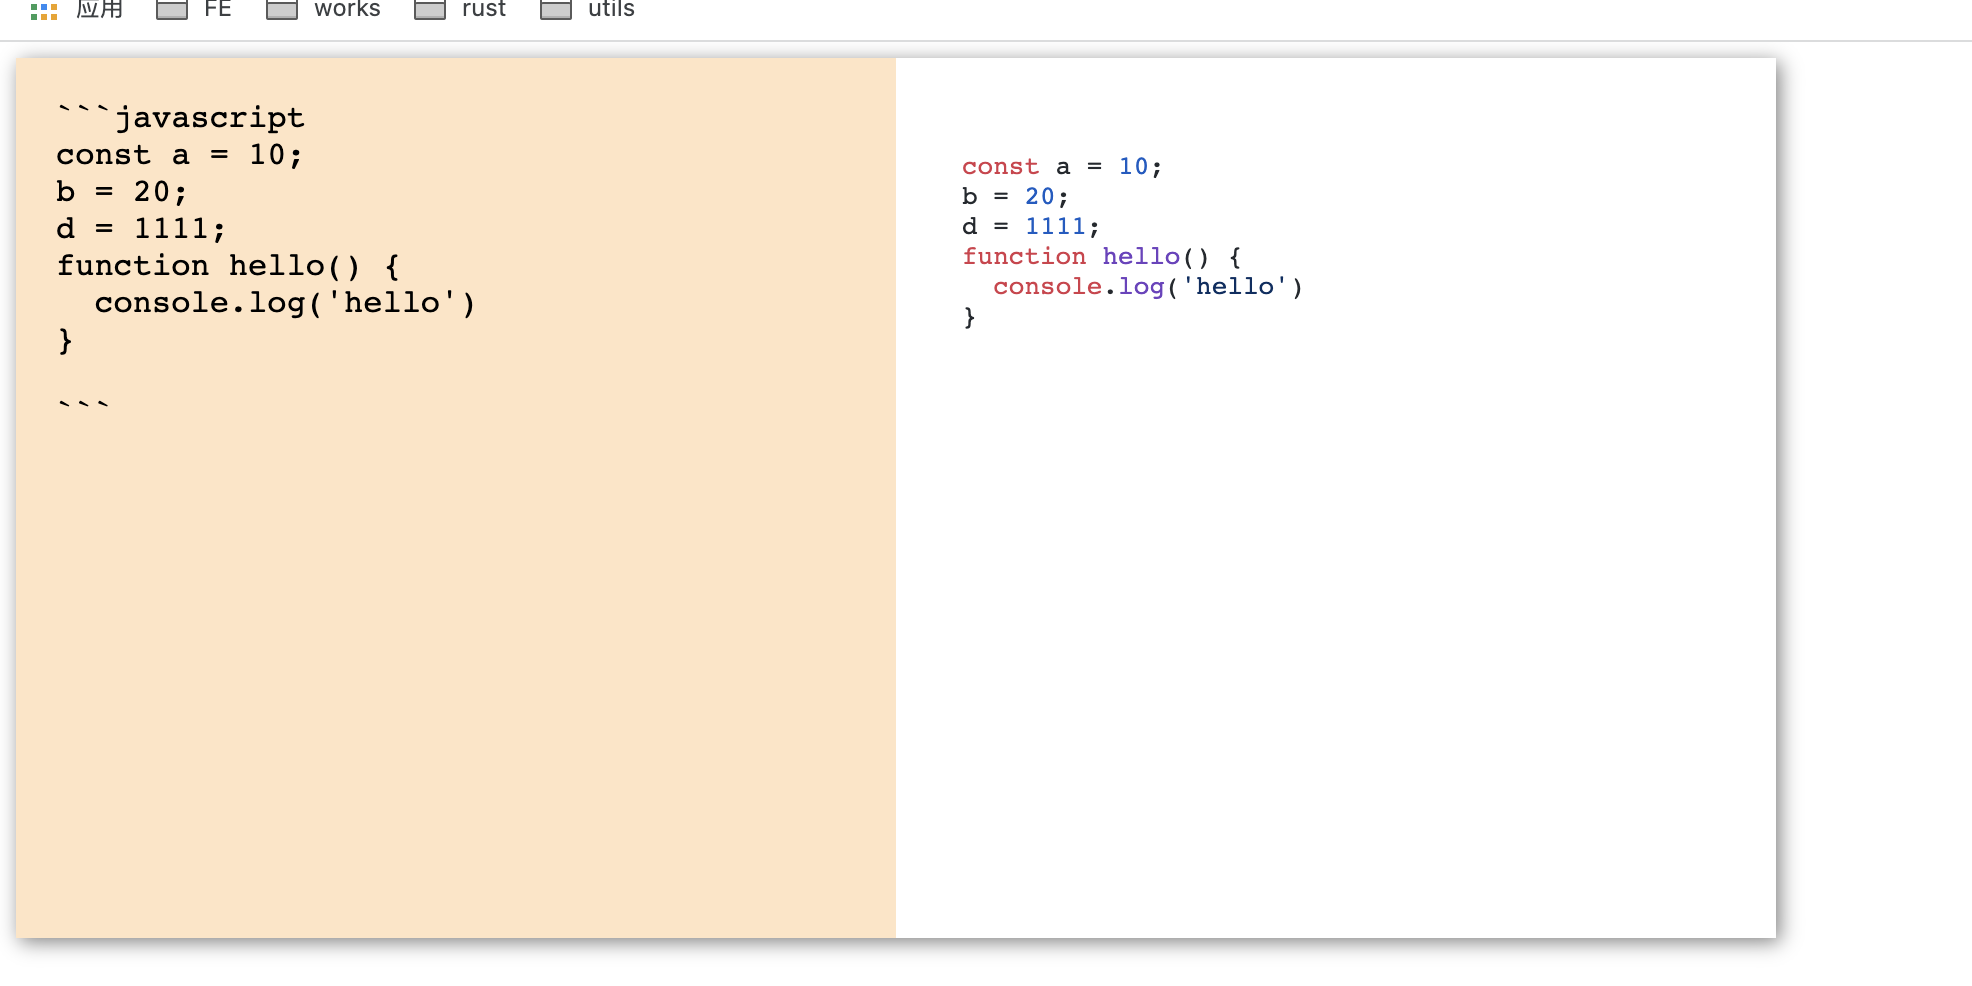 应用 FE works rust utils
```javascript
const a = 10;
b = 20;
d = 1111;
function hello() {
  console.log('hello')
}
```
const a = 10;
b = 20;
d = 1111;
function hello() {
  console.log('hello')
}